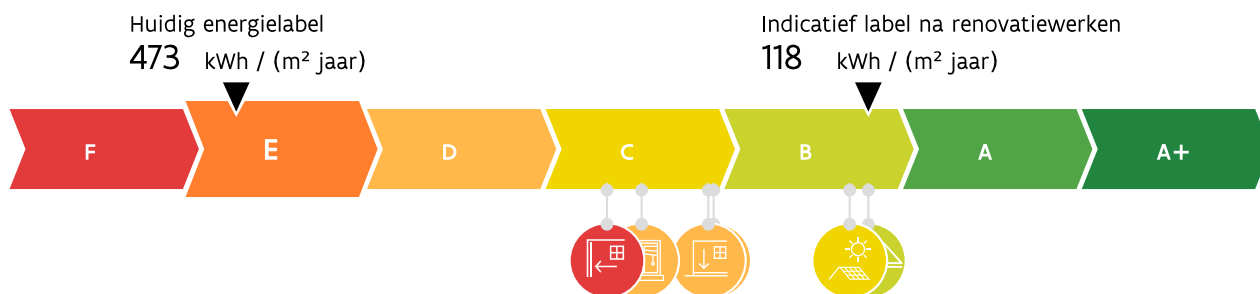 Huidig energielabel
473 kWh / (m² jaar)
Indicatief label na renovatiewerken
118 kWh / (m² jaar)
F E D C B A A+